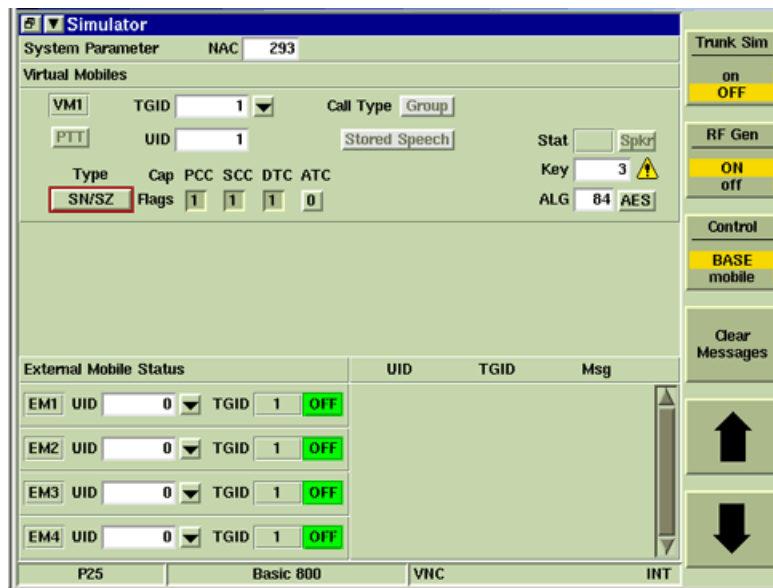 Simulator
System Parameter NAC 293
Virtual Mobiles
VM1 TGID 1 Call Type Group
PTT UID 1 Stored Speech Stat Spkr
Type Cap PCC SCC DTC ATC Key 3
SN/SZ Flags 1 1 1 0 ALG 84 AES
External Mobile Status UID TGID Msg
EM1 UID 0 TGID 1 OFF
EM2 UID 0 TGID 1 OFF
EM3 UID 0 TGID 1 OFF
EM4 UID 0 TGID 1 OFF
P25 Basic 800 VNC INT
Trunk Sim
on
OFF
RF Gen
ON
off
Control
BASE
mobile
Clear
Messages